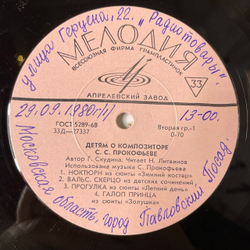 улица Герцена, 22. „Радиотовары"
МЕЛОДИЯ
ВСЕСОЮЗНАЯ ФИРМА ГРАМПЛАСТИНОК
33
АПРЕЛЕВСКИЙ ЗАВОД
29.09.1980г.
13-00.
ГОСТ 5289-68
33Д—17337
Вторая гр.-1
0-70
ДЕТЯМ О КОМПОЗИТОРЕ
С. С. ПРОКОФЬЕВЕ
Автор Г. Скудина. Читает Н. Литвинов
Использована музыка С. Прокофьева
1. НОКТЮРН из сюиты «Зимний костер»
2. ВАЛЬС. СКЕРЦО из детских сочинений
3. ПРОГУЛКА из сюиты «Летний день»
4. ГАЛОП ПРИНЦА
из сюиты «Золушка»
Московская область, город Павловский Посад